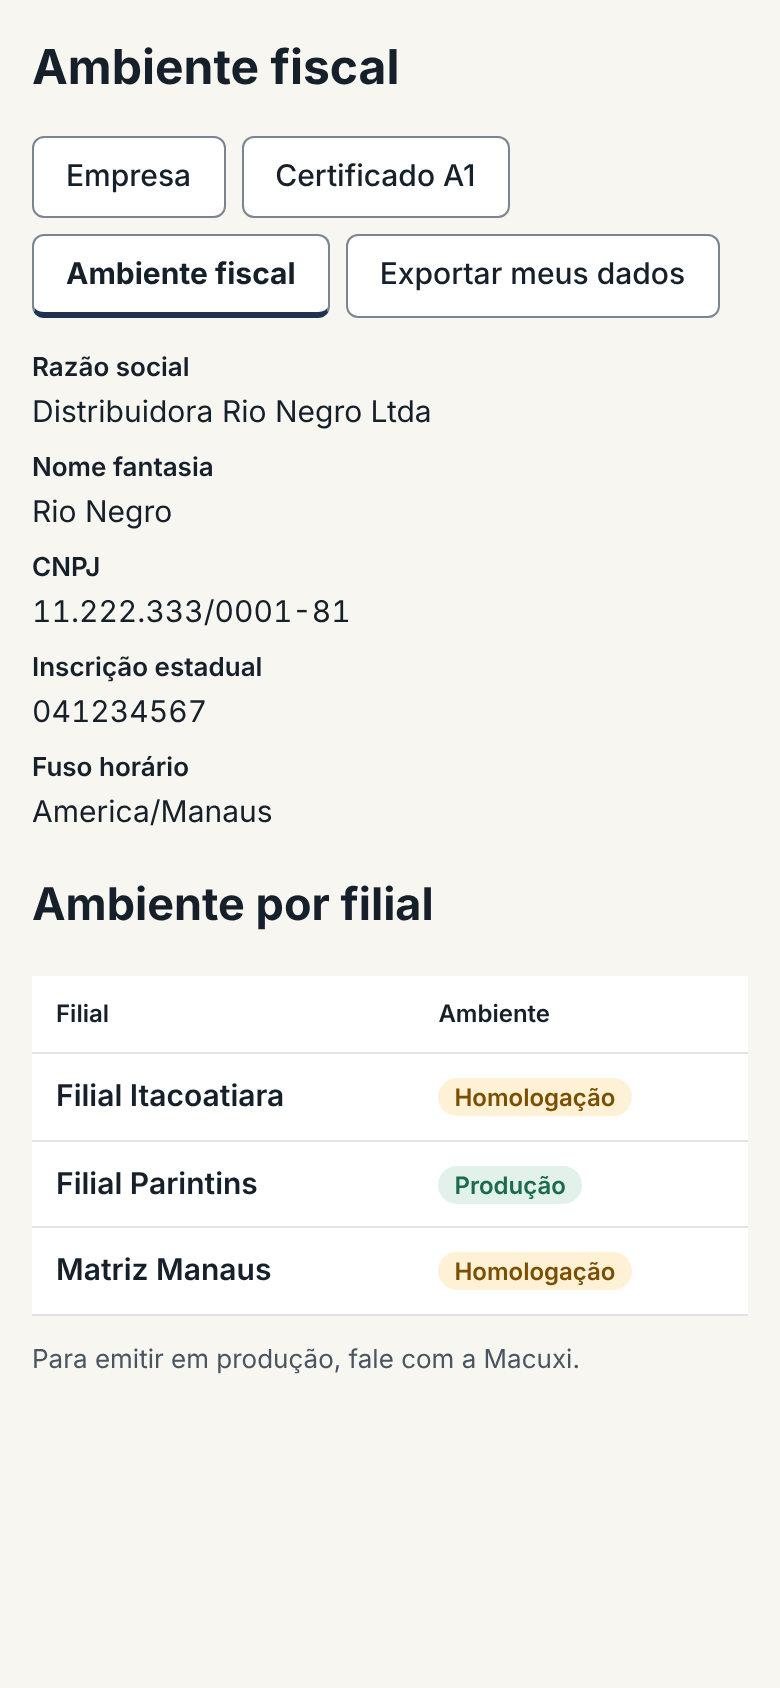 Ambiente fiscal
Empresa
Certificado A1
Ambiente fiscal
Exportar meus dados
Razão social
Distribuidora Rio Negro Ltda
Nome fantasia
Rio Negro
CNPJ
11.222.333/0001-81
Inscrição estadual
041234567
Fuso horário
America/Manaus
Ambiente por filial
Filial Ambiente
Filial Itacoatiara Homologação
Filial Parintins Produção
Matriz Manaus Homologação
Para emitir em produção, fale com a Macuxi.